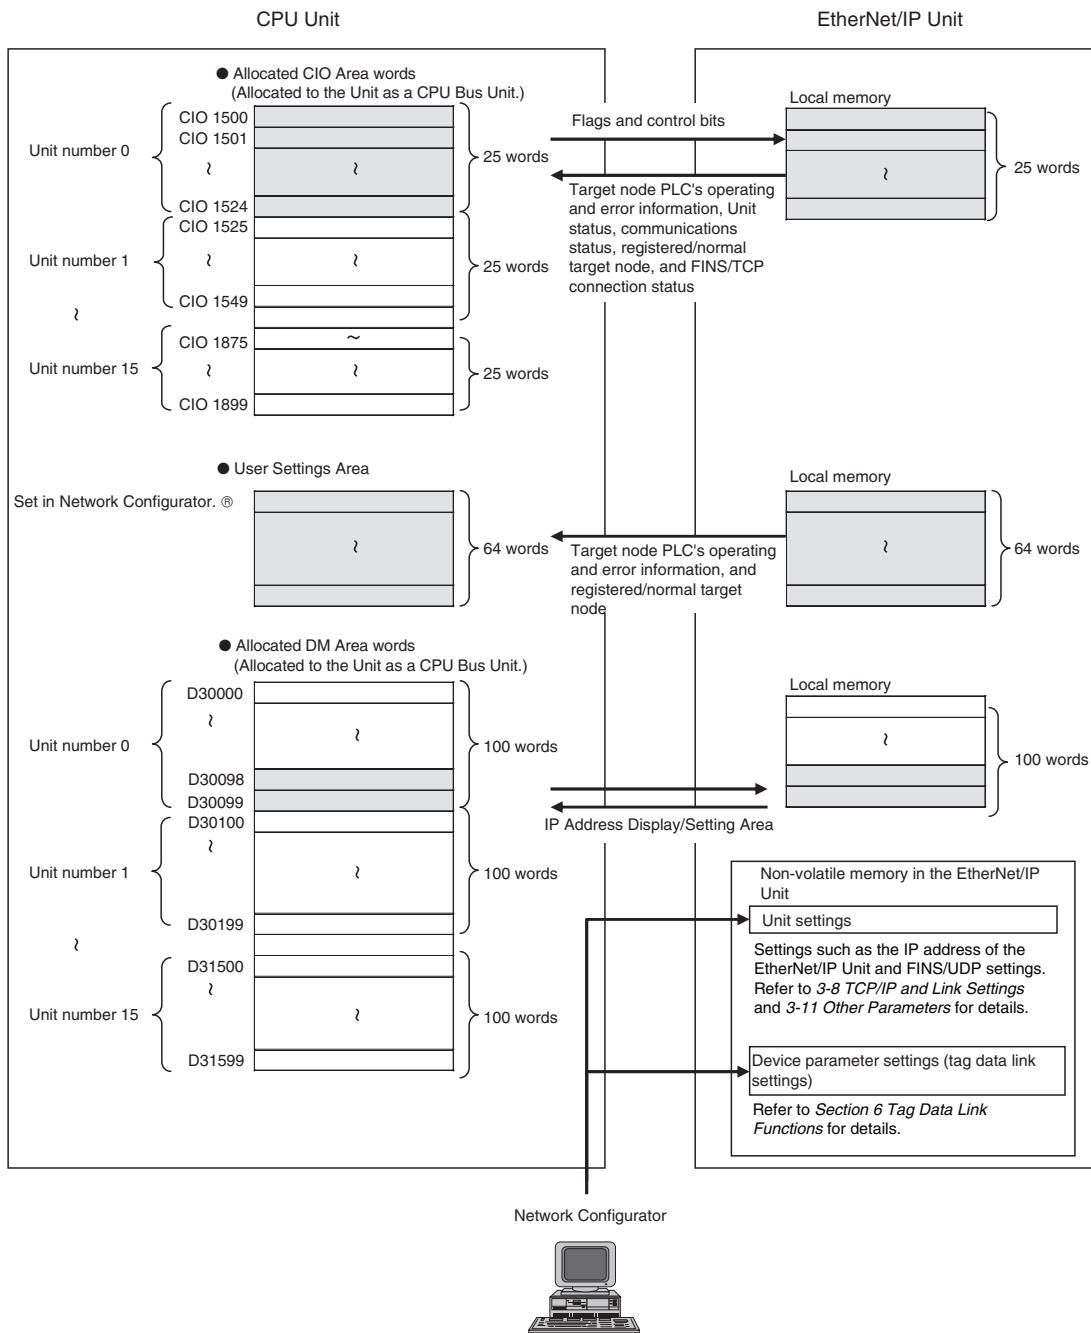 CPU Unit
EtherNet/IP Unit
● Allocated CIO Area words
(Allocated to the Unit as a CPU Bus Unit.)
Unit number 0
CIO 1500
CIO 1501
~
~
CIO 1524
25 words
Flags and control bits
Target node PLC's operating
and error information, Unit
status, communications
status, registered/normal
target node, and FINS/TCP
connection status
Local memory
~
25 words
Unit number 1
CIO 1525
~
~
CIO 1549
25 words
~
Unit number 15
CIO 1875
~
~
~
CIO 1899
25 words
● User Settings Area
Set in Network Configurator. ®
~
64 words
Target node PLC's operating
and error information, and
registered/normal target
node
Local memory
~
64 words
● Allocated DM Area words
(Allocated to the Unit as a CPU Bus Unit.)
Unit number 0
D30000
~
~
D30098
D30099
100 words
IP Address Display/Setting Area
Local memory
~
100 words
Unit number 1
D30100
~
~
D30199
100 words
~
Unit number 15
D31500
~
~
D31599
100 words
Non-volatile memory in the EtherNet/IP
Unit
Unit settings
Settings such as the IP address of the
EtherNet/IP Unit and FINS/UDP settings.
Refer to 3-8 TCP/IP and Link Settings
and 3-11 Other Parameters for details.
Device parameter settings (tag data link
settings)
Refer to Section 6 Tag Data Link
Functions for details.
Network Configurator